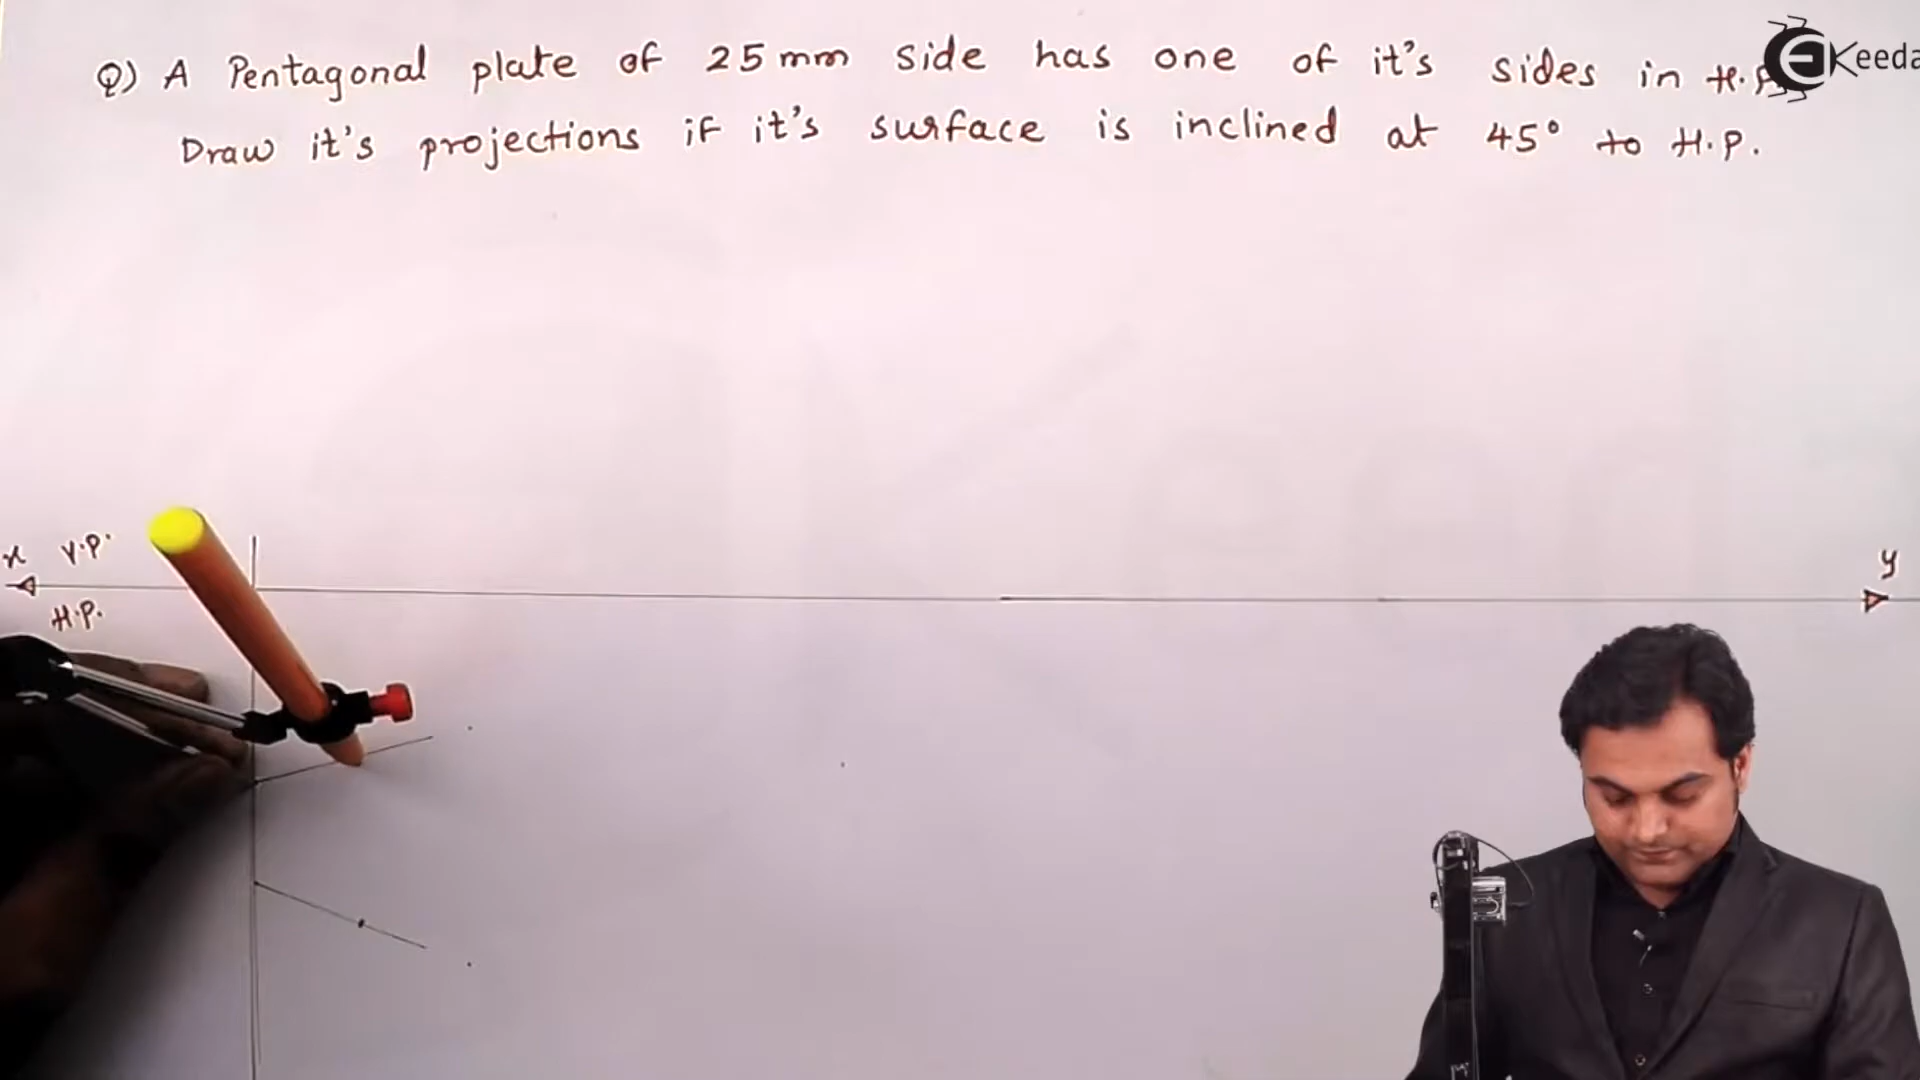 Q) A Pentagonal plate of 25 mm side has one of it's sides in H.P.
Draw it's projections if it's surface is inclined at 45° to H.P.
EKeeda
x V.P.
H.P.
y